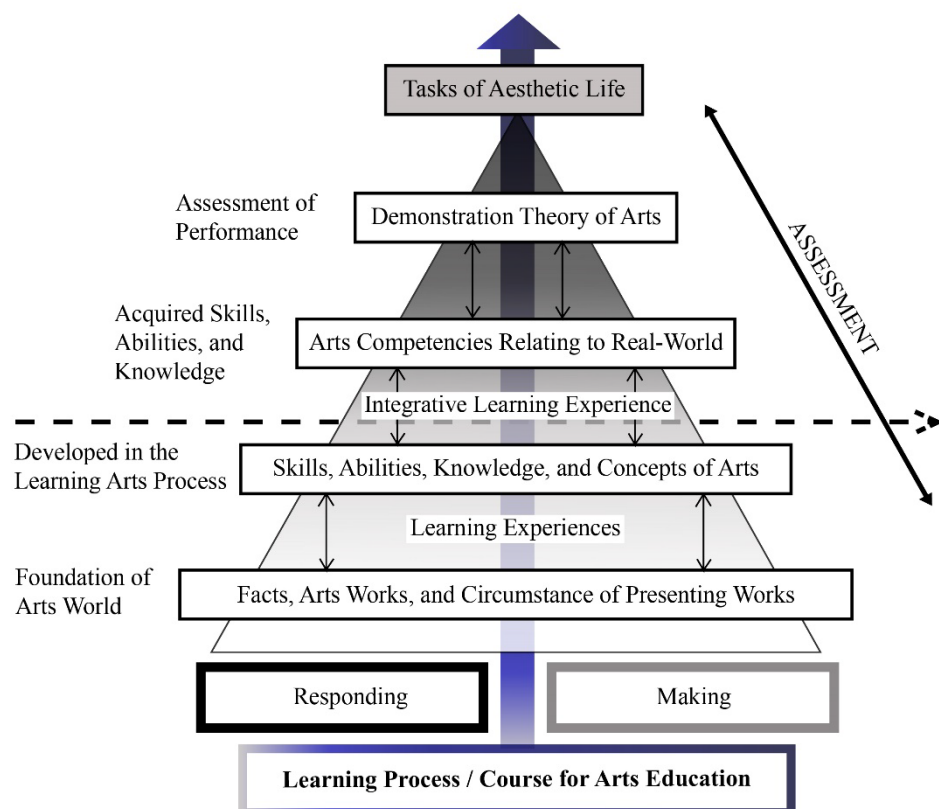 Tasks of Aesthetic Life
Assessment of
Performance
Demonstration Theory of Arts
ASSESSMENT
Acquired Skills,
Abilities, and
Knowledge
Arts Competencies Relating to Real-World
Integrative Learning Experience
Developed in the
Learning Arts Process
Skills, Abilities, Knowledge, and Concepts of Arts
Learning Experiences
Foundation of
Arts World
Facts, Arts Works, and Circumstance of Presenting Works
Responding
Making
Learning Process / Course for Arts Education